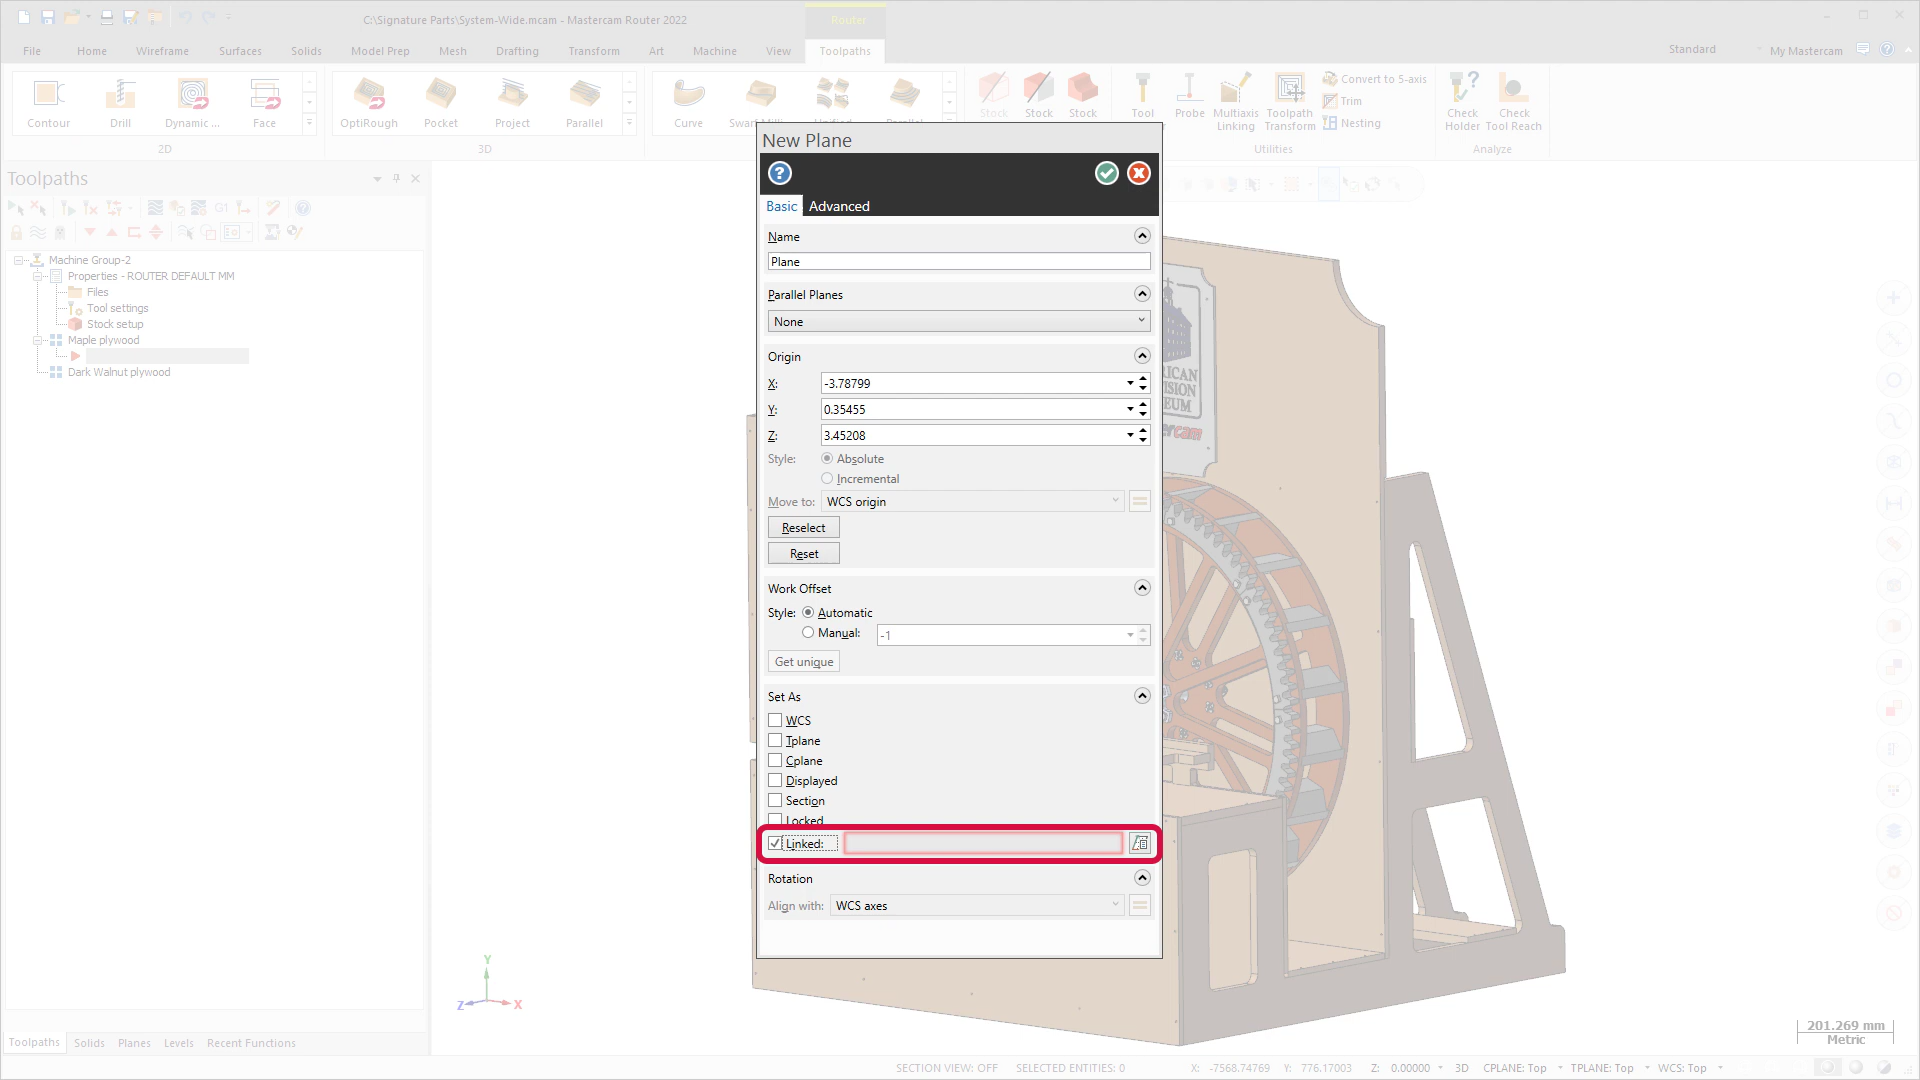 C:\Signature Parts\System-Wide.mcam - Mastercam Router 2022
Router
File Home Wireframe Surfaces Solids Model Prep Mesh Drafting Transform Art Machine View Toolpaths
Standard My Mastercam
Contour Drill Dynamic ... Face
2D
OptiRough Pocket Project Parallel
3D
Curve
Stock Stock Stock
Tool Probe Multiaxis Linking Toolpath Transform
Convert to 5-axis
Trim
Nesting
Utilities
Check Holder Check Tool Reach
Analyze
Toolpaths
G1
Machine Group-2
Properties - ROUTER DEFAULT MM
Files
Tool settings
Stock setup
Maple plywood
Dark Walnut plywood
New Plane
Basic Advanced
Name
Plane
Parallel Planes
None
Origin
X: -3.78799
Y: 0.35455
Z: 3.45208
Style: Absolute
Incremental
Move to: WCS origin
Reselect
Reset
Work Offset
Style: Automatic
Manual: -1
Get unique
Set As
WCS
Tplane
Cplane
Displayed
Section
Locked
Linked:
Rotation
Align with: WCS axes
Y
Z X
201.269 mm
Metric
Toolpaths Solids Planes Levels Recent Functions
SECTION VIEW: OFF SELECTED ENTITIES: 0 X: -7568.74769 Y: 776.17003 Z: 0.00000 3D CPLANE: Top TPLANE: Top WCS: Top